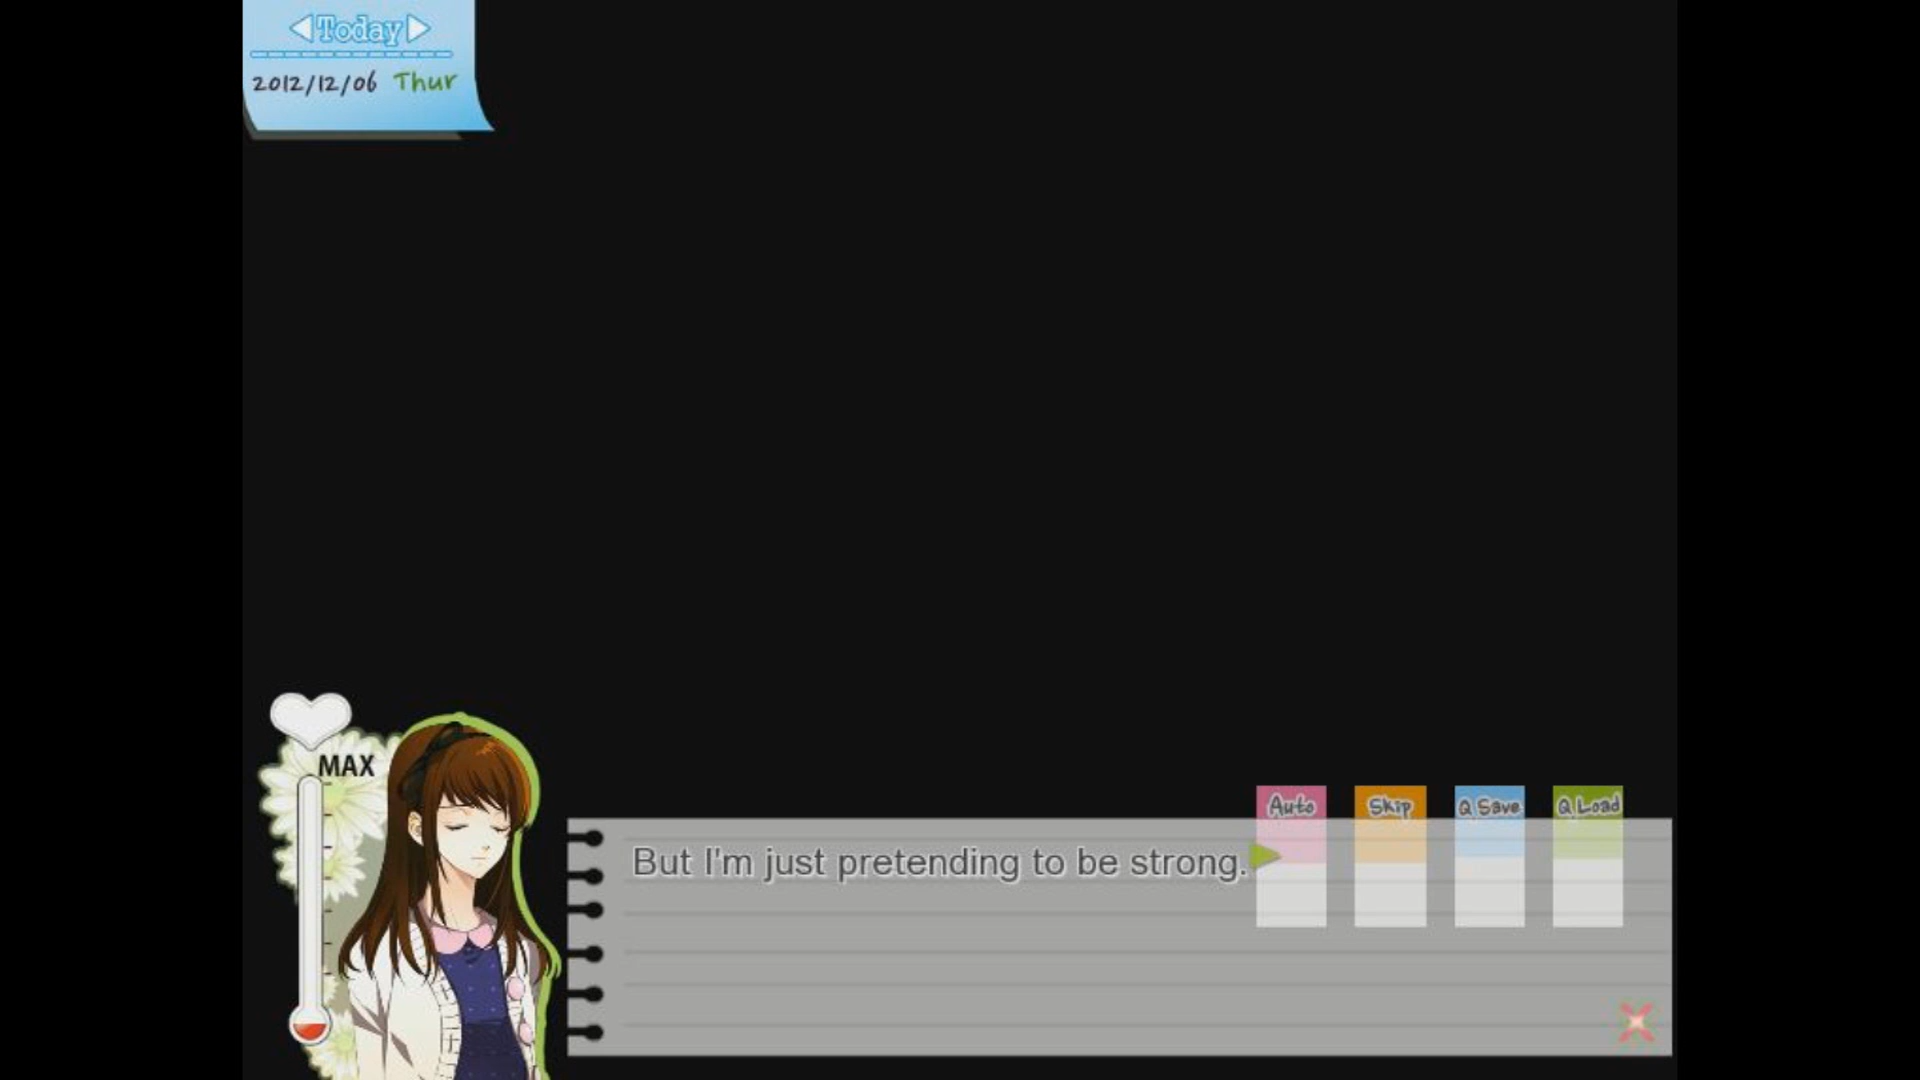 Today
2012/12/06 Thur
MAX
Auto Skip Q.Save Q.Load
But I'm just pretending to be strong.